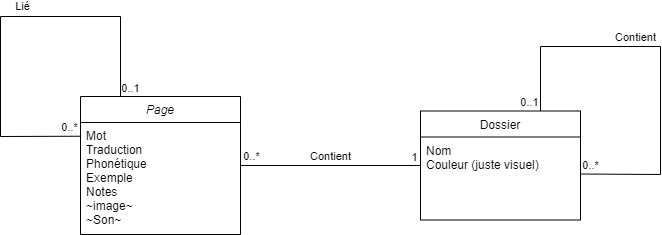 Lié
Contient
0..1
0..1
Page
0..*
Dossier
Mot
Traduction
Phonétique
Exemple
Notes
~image~
~Son~
0..*
Contient
1
Nom
Couleur (juste visuel)
0..*